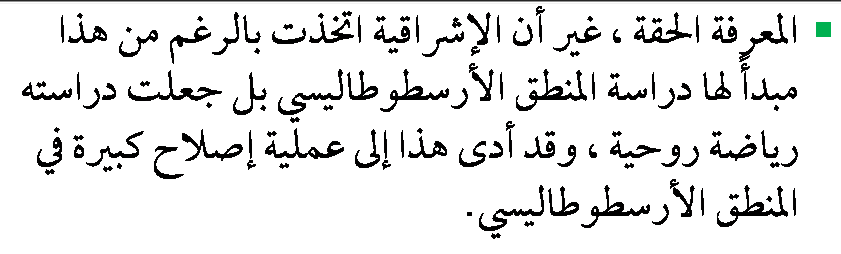 المعرفة الحقة ، غير أن الإشراقية اتخذت بالرغم من هذا
مبدأً لها دراسة المنطق الأرسطوطاليسي بل جعلت دراسته
رياضة روحية ، وقد أدى هذا إلى عملية إصلاح كبيرة في
المنطق الأرسطوطاليسي.